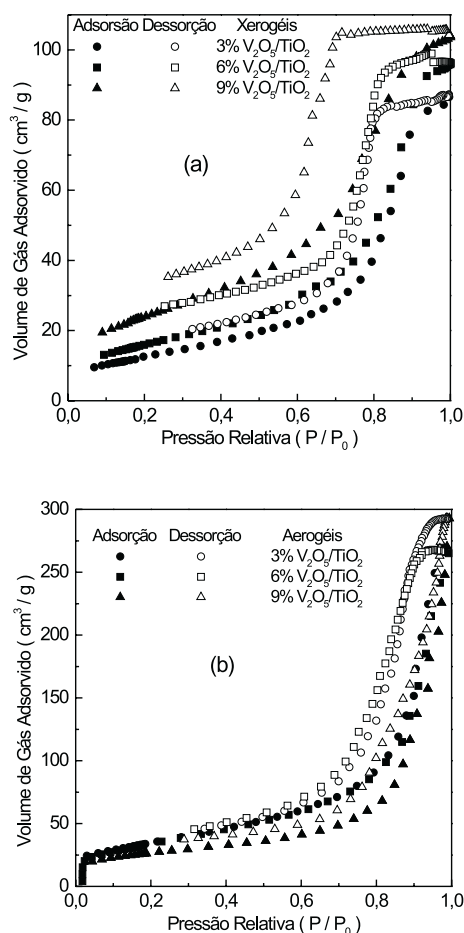 Adsorsão Dessorção Xerogéis
3% V₂O₅/TiO₂
6% V₂O₅/TiO₂
9% V₂O₅/TiO₂
(a)
Volume de Gás Adsorvido ( cm³ / g )
100
80
60
40
20
0
0,0 0,2 0,4 0,6 0,8 1,0
Pressão Relativa ( P / P₀ )
Adsorção Dessorção Aerogéis
3% V₂O₅/TiO₂
6% V₂O₅/TiO₂
9% V₂O₅/TiO₂
(b)
Volume de Gás Adsorvido ( cm³ / g )
300
250
200
150
100
50
0
0,0 0,2 0,4 0,6 0,8 1,0
Pressão Relativa ( P / P₀ )